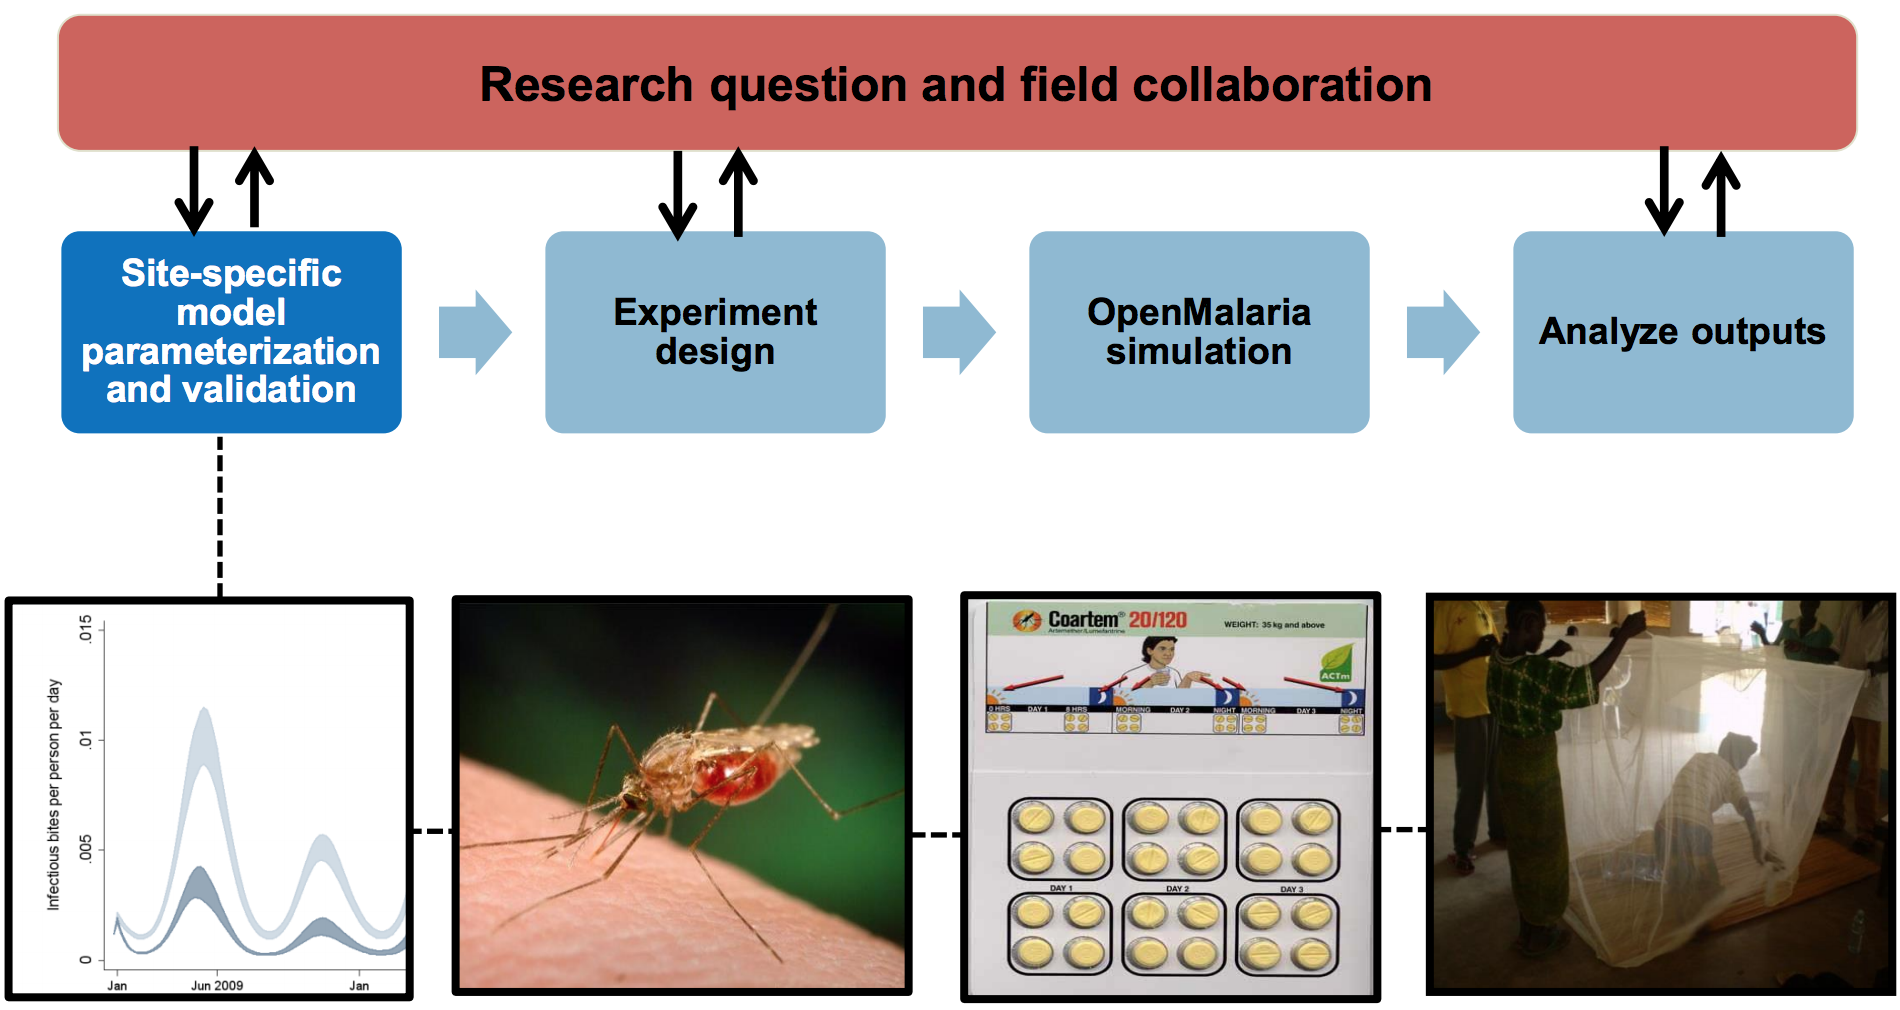 Research question and field collaboration
Site-specific
model
parameterization
and validation
Experiment
design
OpenMalaria
simulation
Analyze outputs
Infectious bites per person per day
.015
.01
.005
0
Jan
Jun 2009
Jan
Coartem® 20/120
Artemether/Lumefantrine
WEIGHT: 35 kg and above
ACTm
0 HRS DAY 1 8 HRS MORNING DAY 2 NIGHT MORNING DAY 3 NIGHT
DAY 1 DAY 2 DAY 3